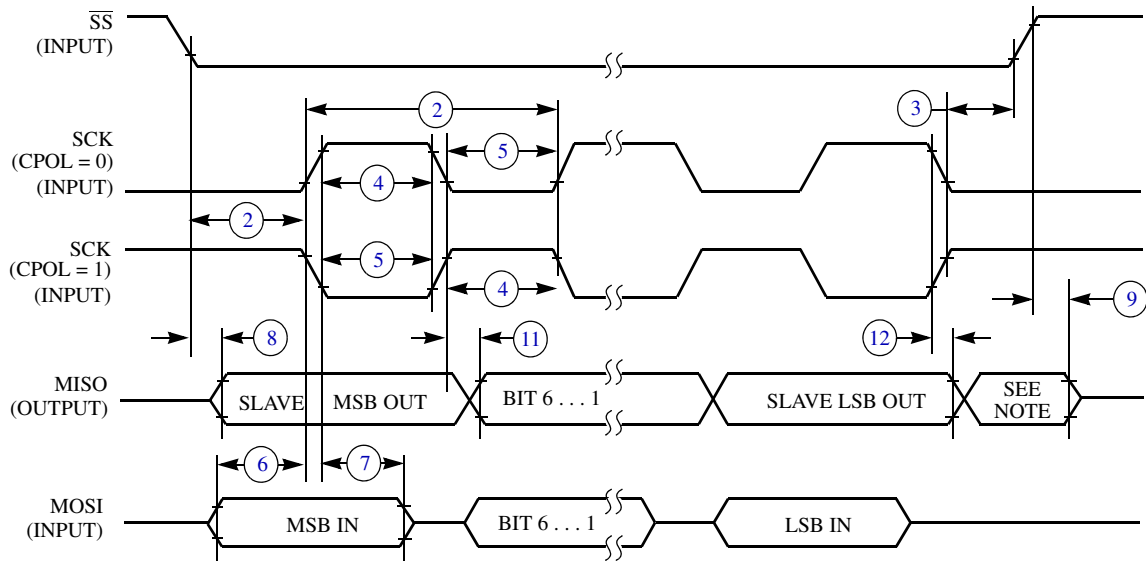 SS
(INPUT)
SCK
(CPOL = 0)
(INPUT)
SCK
(CPOL = 1)
(INPUT)
MISO
(OUTPUT)
MOSI
(INPUT)
2
3
5
4
2
5
4
9
8
11
12
SLAVE MSB OUT
BIT 6 . . . 1
SLAVE LSB OUT
SEE
NOTE
6
7
MSB IN
BIT 6 . . . 1
LSB IN